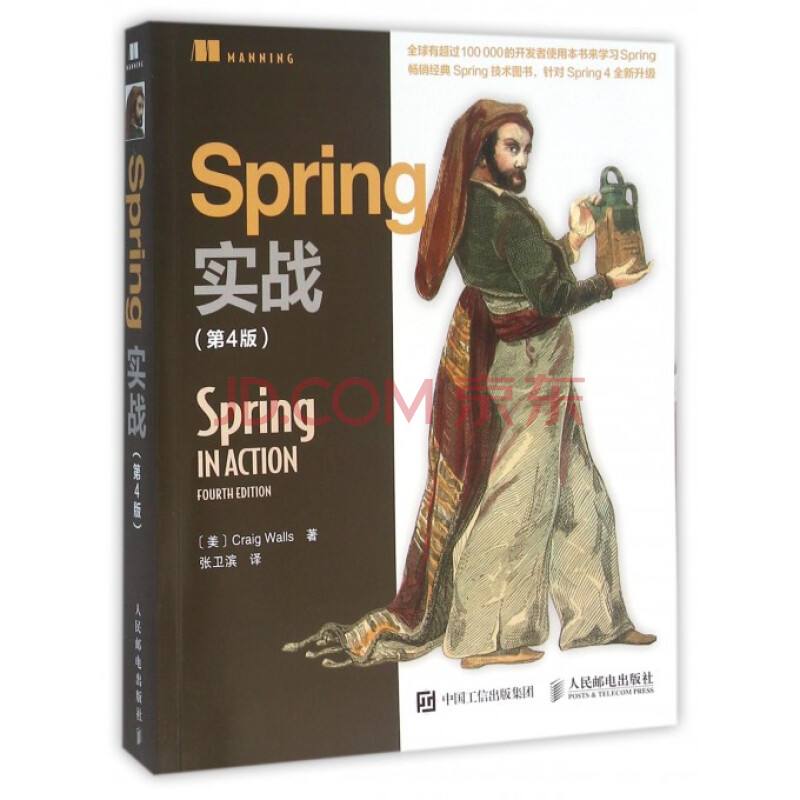 MANNING
全球有超过100 000的开发者使用本书来学习Spring
畅销经典 Spring 技术图书，针对 Spring 4 全新升级
Spring
实战
（第4版）
Spring
IN ACTION
FOURTH EDITION
［美］Craig Walls 著
张卫滨 译
中国工信出版集团
人民邮电出版社
POSTS & TELECOM PRESS
Spring 实战（第4版）
人民邮电出版社
JD.COM 京东